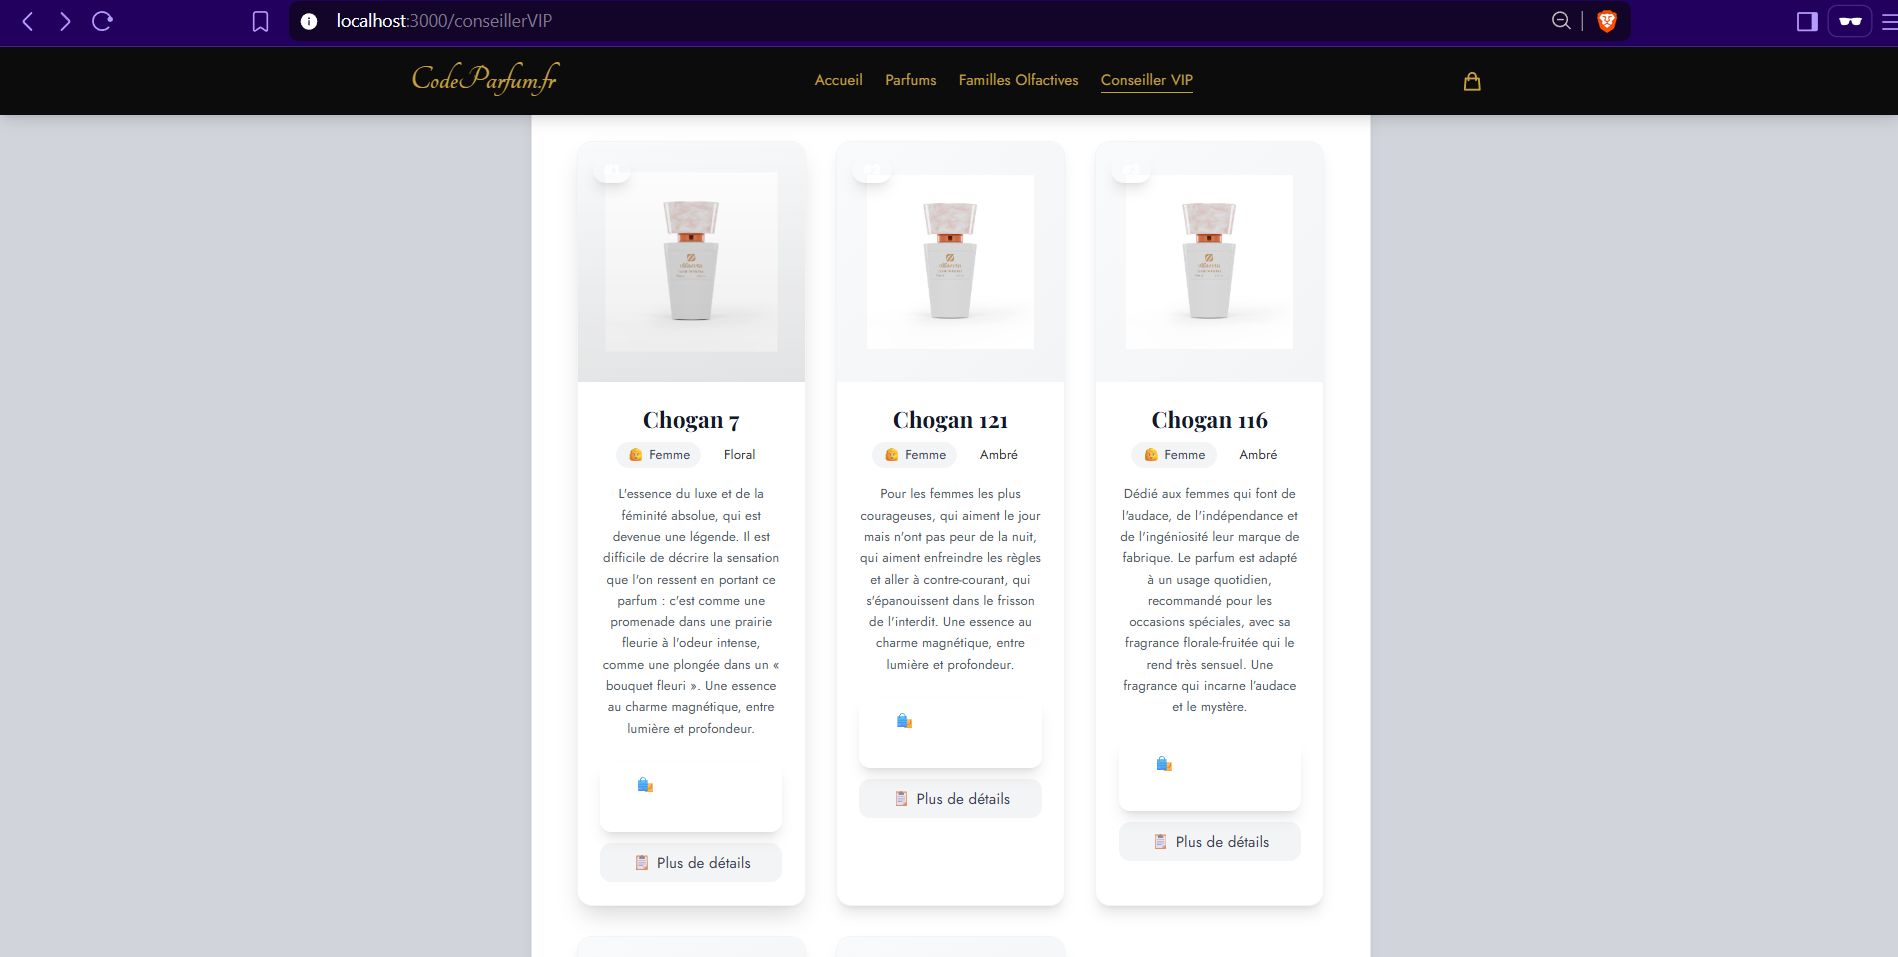 localhost:3000/conseillerVIP
CodeParfum.fr
Accueil Parfums Familles Olfactives Conseiller VIP
#1
#2
#3
Chogan 7
Femme Floral
L'essence du luxe et de la
féminité absolue, qui est
devenue une légende. Il est
difficile de décrire la sensation
que l'on ressent en portant ce
parfum : c'est comme une
promenade dans une prairie
fleurie à l'odeur intense,
comme une plongée dans un «
bouquet fleuri ». Une essence
au charme magnétique, entre
lumière et profondeur.
Plus de détails
Chogan 121
Femme Ambré
Pour les femmes les plus
courageuses, qui aiment le jour
mais n'ont pas peur de la nuit,
qui aiment enfreindre les règles
et aller à contre-courant, qui
s'épanouissent dans le frisson
de l'interdit. Une essence au
charme magnétique, entre
lumière et profondeur.
Plus de détails
Chogan 116
Femme Ambré
Dédié aux femmes qui font de
l'audace, de l'indépendance et
de l'ingéniosité leur marque de
fabrique. Le parfum est adapté
à un usage quotidien,
recommandé pour les
occasions spéciales, avec sa
fragrance florale-fruitée qui le
rend très sensuel. Une
fragrance qui incarne l'audace
et le mystère.
Plus de détails